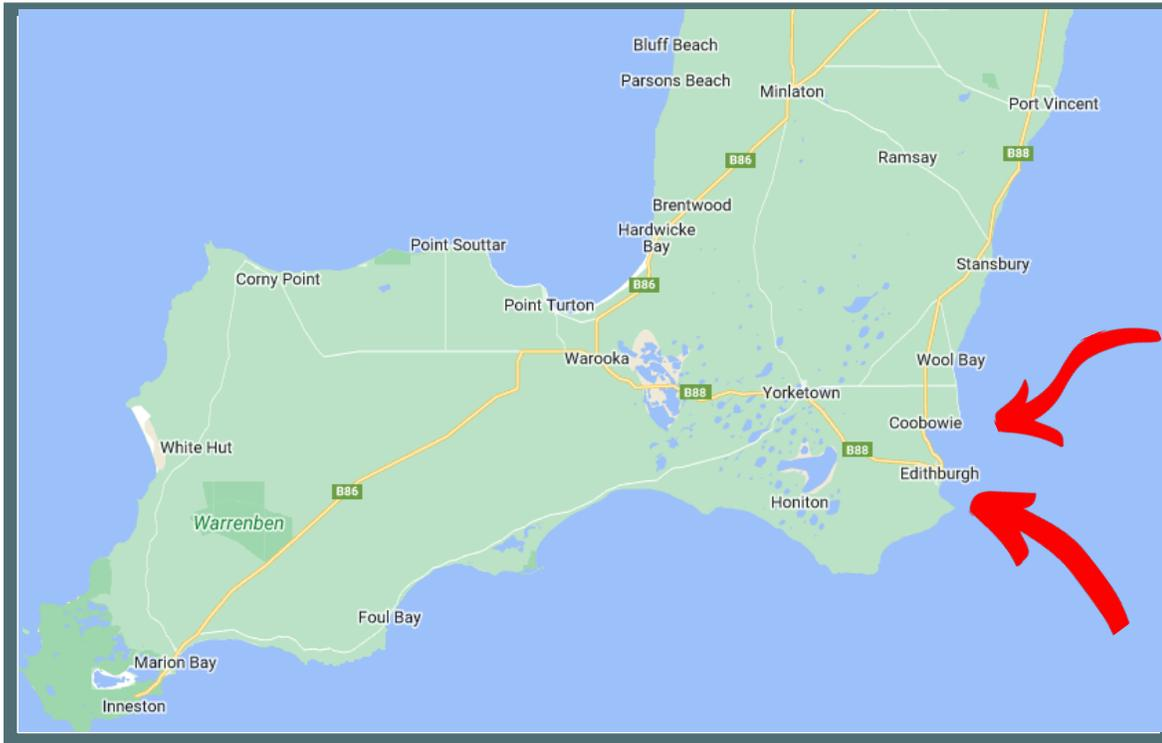 Bluff Beach
Parsons Beach
Minlaton
Port Vincent
B86
Ramsay
B88
Brentwood
Hardwicke
Bay
Point Souttar
Stansbury
Corny Point
B86
Point Turton
Warooka
Wool Bay
B88
Yorketown
Coobowie
White Hut
B88
Edithburgh
B86
Honiton
Warrenben
Foul Bay
Marion Bay
Inneston